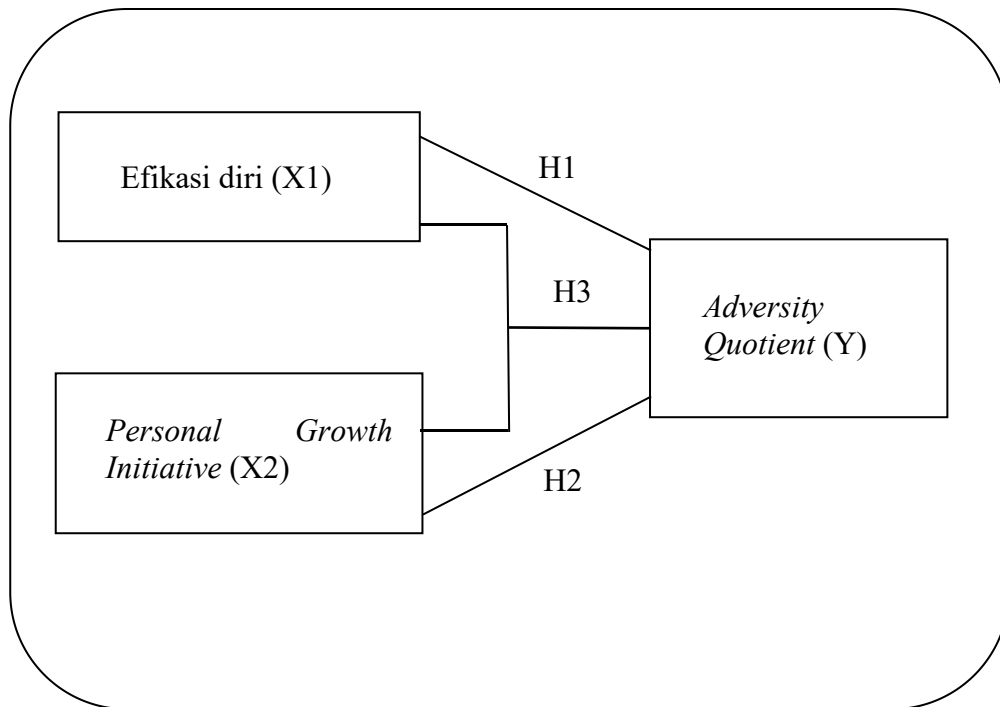 Efikasi diri (X1)
H1
H3
Adversity
Quotient (Y)
Personal Growth
Initiative (X2)
H2